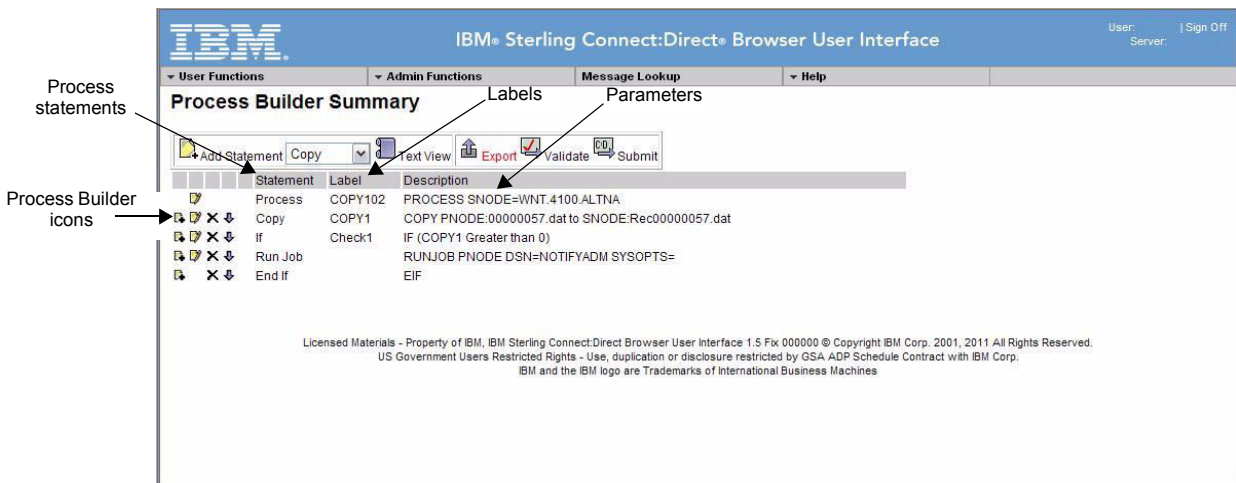 IBM.
IBM® Sterling Connect:Direct® Browser User Interface
User: | Sign Off
Server:
User Functions Admin Functions Message Lookup Help
Process Builder Summary
Process
statements
Labels
Parameters
Add Statement Copy Text View Export Validate Submit
Statement Label Description
Process COPY102 PROCESS SNODE=WNT.4100.ALTNA
Process Builder
icons
Copy COPY1 COPY PNODE:00000057.dat to SNODE:Rec00000057.dat
If Check1 IF (COPY1 Greater than 0)
Run Job RUNJOB PNODE DSN=NOTIFYADM SYSOPTS=
End If EIF
Licensed Materials - Property of IBM, IBM Sterling Connect:Direct Browser User Interface 1.5 Fix 000000 © Copyright IBM Corp. 2001, 2011 All Rights Reserved.
US Government Users Restricted Rights - Use, duplication or disclosure restricted by GSA ADP Schedule Contract with IBM Corp.
IBM and the IBM logo are Trademarks of International Business Machines